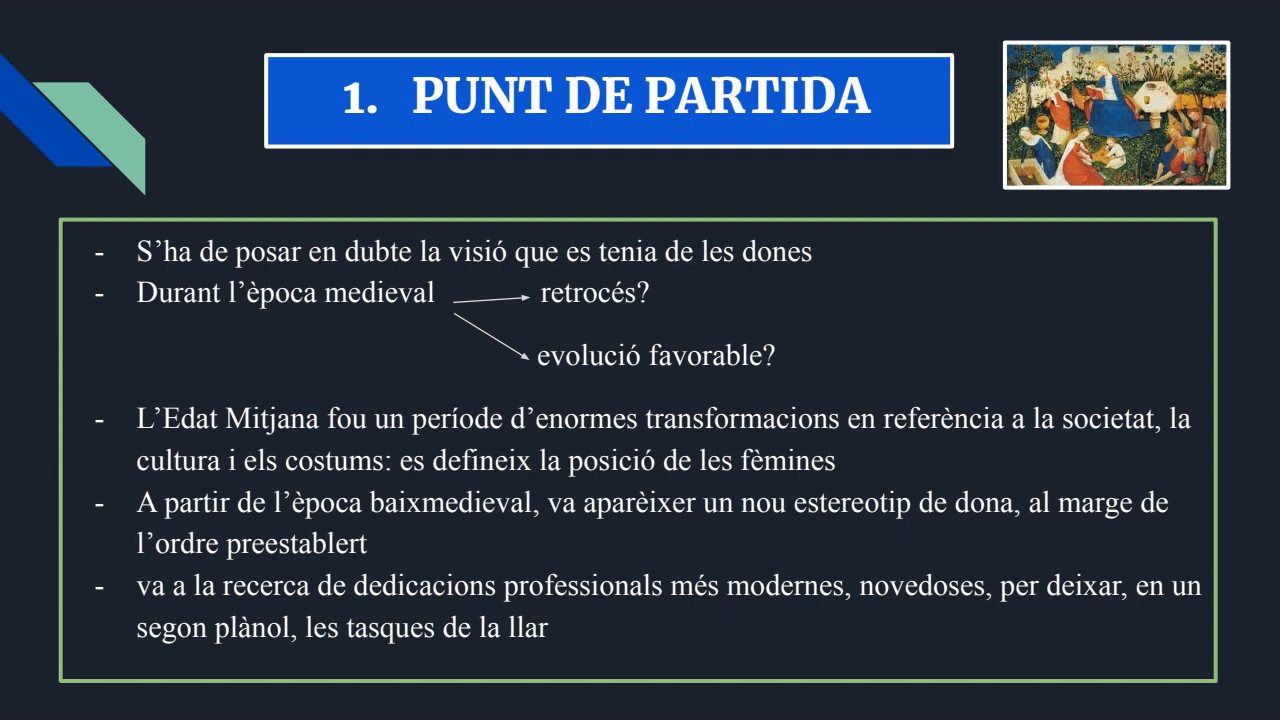 1. PUNT DE PARTIDA
- S’ha de posar en dubte la visió que es tenia de les dones
- Durant l’època medieval retrocés?
evolució favorable?
- L’Edat Mitjana fou un període d’enormes transformacions en referència a la societat, la
cultura i els costums: es defineix la posició de les fèmines
- A partir de l’època baixmedieval, va aparèixer un nou estereotip de dona, al marge de
l’ordre preestablert
- va a la recerca de dedicacions professionals més modernes, novedoses, per deixar, en un
segon plànol, les tasques de la llar